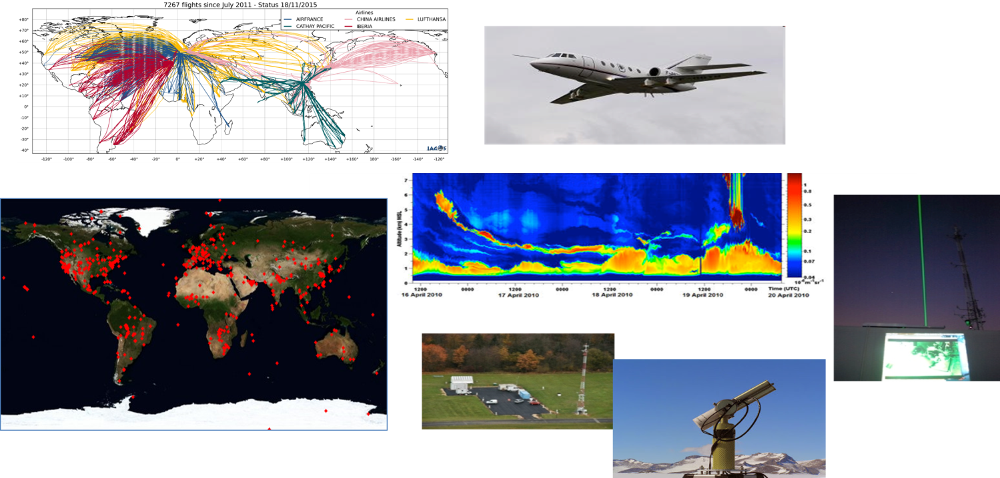 7267 flights since July 2011 - Status 18/11/2015
Airlines
AIRFRANCE CHINA AIRLINES LUFTHANSA
CATHAY PACIFIC IBERIA
+80°
+70°
+60°
+50°
+40°
+30°
+20°
+10°
0°
-10°
-20°
-30°
-40°
IAGOS
-120° -100° -80° -60° -40° -20° 0° +20° +40° +60° +80° +100° +120° +140° +160° 180° -160° -140° -120°
Altitude (km) MSL
7
6
5
4
3
2
1
0
1
0.8
0.5
0.3
0.2
0.1
0.07
0.04
10⁻⁶m⁻¹sr⁻¹
1200 0000 1200 0000 1200 0000 1200 0000 Time (UTC)
16 April 2010 17 April 2010 18 April 2010 19 April 2010 20 April 2010